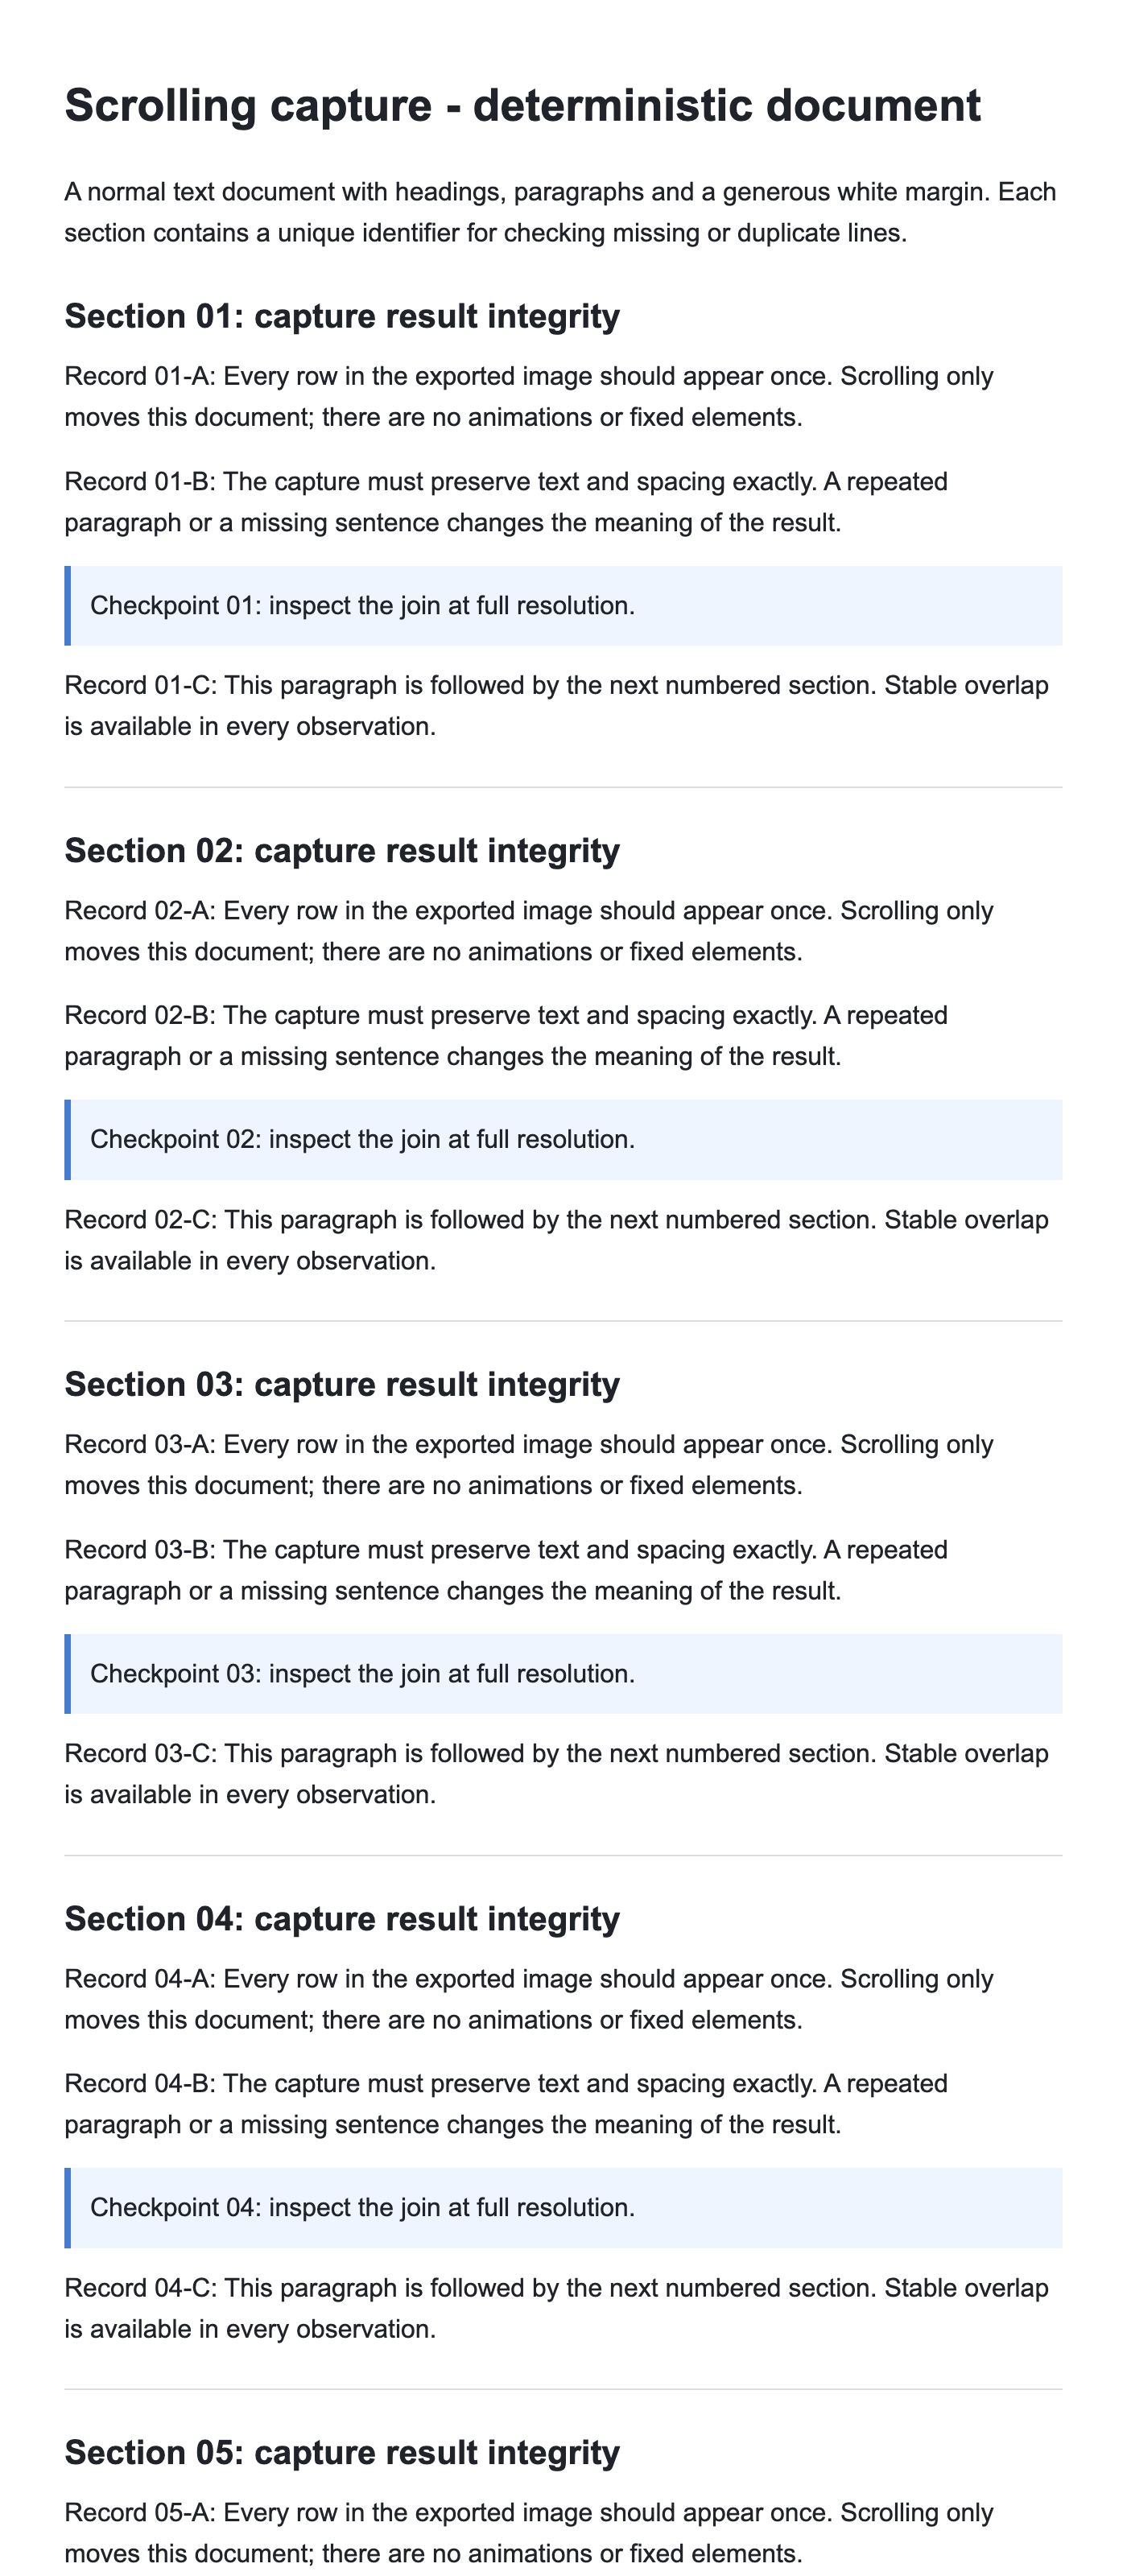 Scrolling capture - deterministic document
A normal text document with headings, paragraphs and a generous white margin. Each
section contains a unique identifier for checking missing or duplicate lines.
Section 01: capture result integrity
Record 01-A: Every row in the exported image should appear once. Scrolling only
moves this document; there are no animations or fixed elements.
Record 01-B: The capture must preserve text and spacing exactly. A repeated
paragraph or a missing sentence changes the meaning of the result.
Checkpoint 01: inspect the join at full resolution.
Record 01-C: This paragraph is followed by the next numbered section. Stable overlap
is available in every observation.
Section 02: capture result integrity
Record 02-A: Every row in the exported image should appear once. Scrolling only
moves this document; there are no animations or fixed elements.
Record 02-B: The capture must preserve text and spacing exactly. A repeated
paragraph or a missing sentence changes the meaning of the result.
Checkpoint 02: inspect the join at full resolution.
Record 02-C: This paragraph is followed by the next numbered section. Stable overlap
is available in every observation.
Section 03: capture result integrity
Record 03-A: Every row in the exported image should appear once. Scrolling only
moves this document; there are no animations or fixed elements.
Record 03-B: The capture must preserve text and spacing exactly. A repeated
paragraph or a missing sentence changes the meaning of the result.
Checkpoint 03: inspect the join at full resolution.
Record 03-C: This paragraph is followed by the next numbered section. Stable overlap
is available in every observation.
Section 04: capture result integrity
Record 04-A: Every row in the exported image should appear once. Scrolling only
moves this document; there are no animations or fixed elements.
Record 04-B: The capture must preserve text and spacing exactly. A repeated
paragraph or a missing sentence changes the meaning of the result.
Checkpoint 04: inspect the join at full resolution.
Record 04-C: This paragraph is followed by the next numbered section. Stable overlap
is available in every observation.
Section 05: capture result integrity
Record 05-A: Every row in the exported image should appear once. Scrolling only
moves this document; there are no animations or fixed elements.